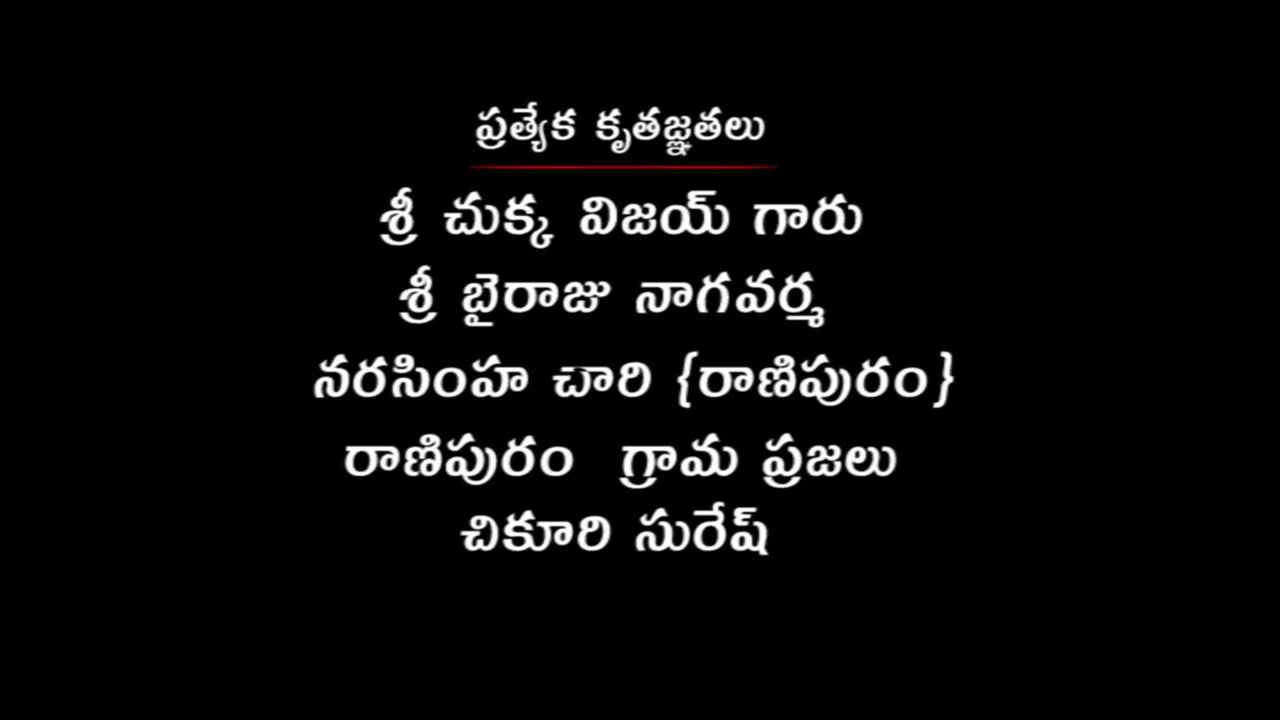 ప్రత్యేక కృతజ్ఞతలు
శ్రీ చుక్క విజయ్ గారు
శ్రీ బైరాజు నాగవర్మ
నరసింహ చారి {రాణిపురం}
రాణిపురం గ్రామ ప్రజలు
చికూరి సురేష్